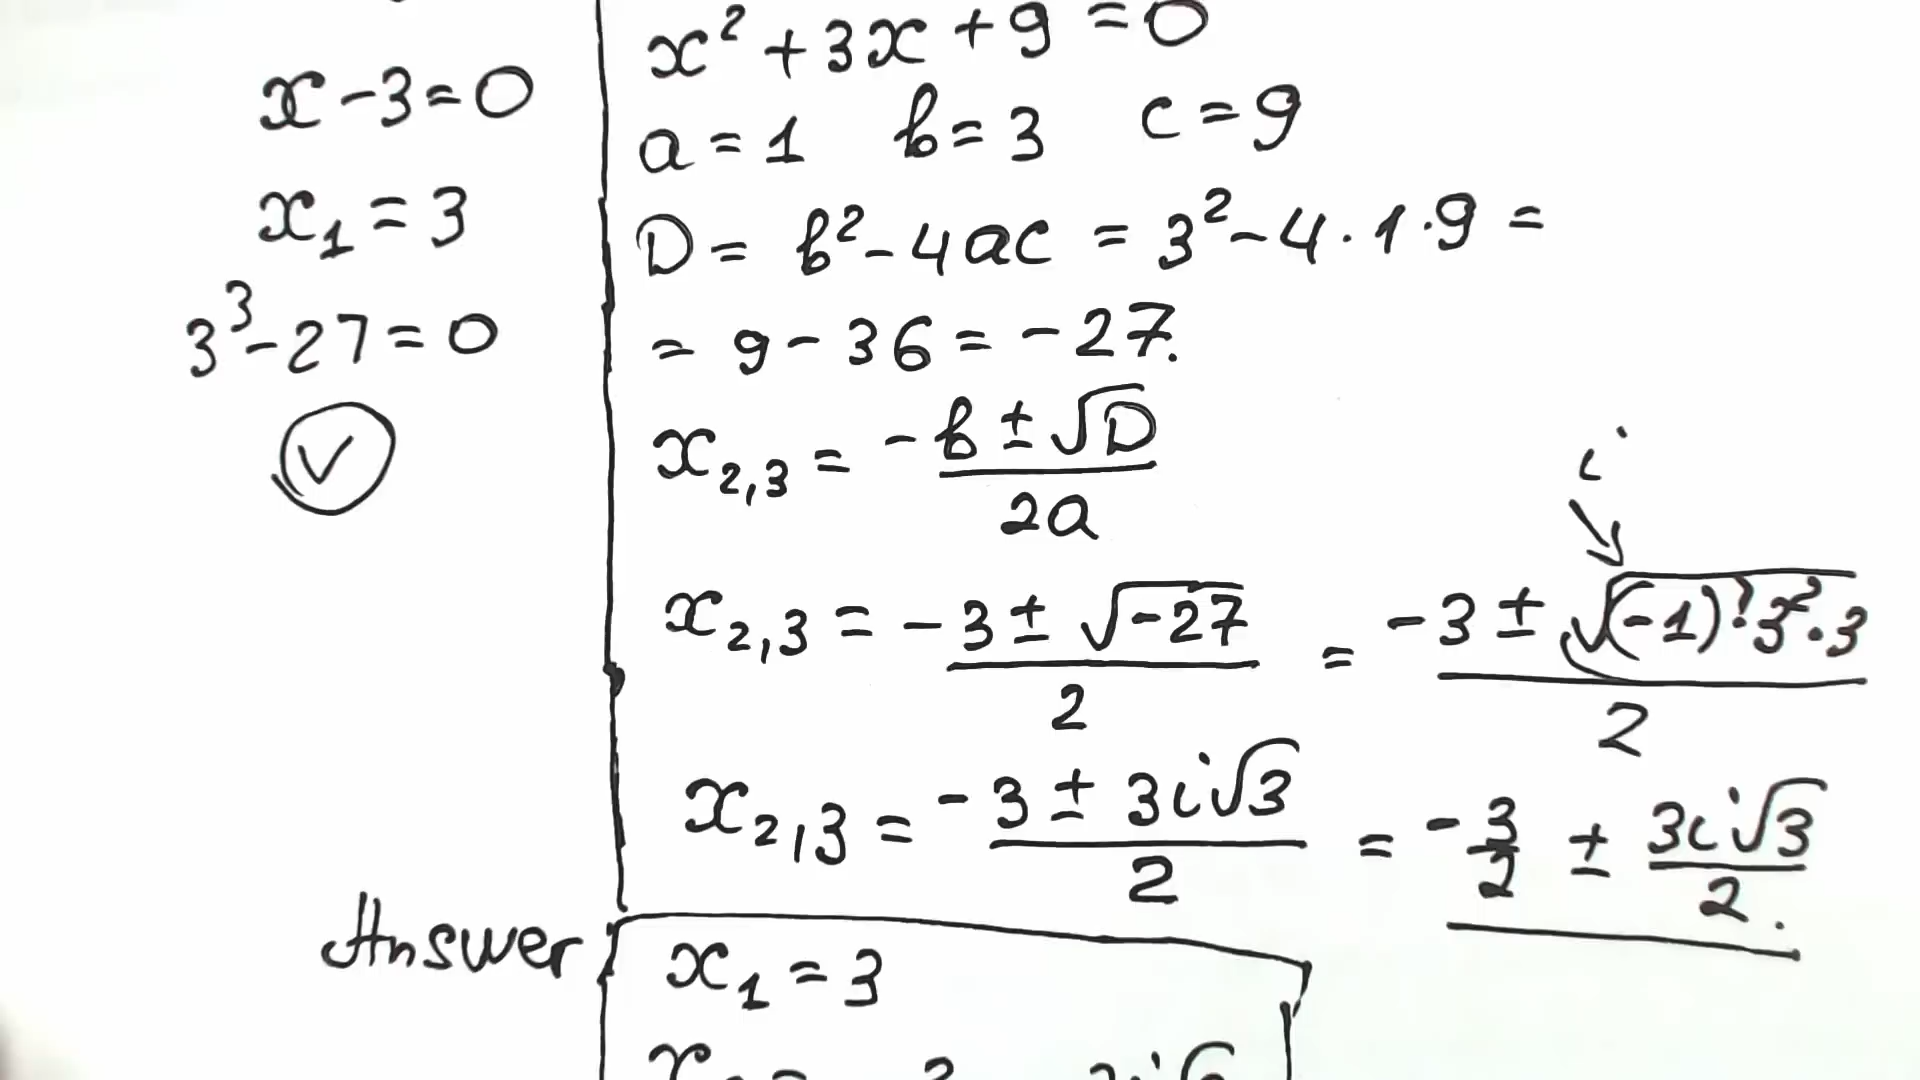 x - 3 = 0
x₁ = 3
3³ - 27 = 0
x² + 3x + 9 = 0
a = 1 b = 3 c = 9
D = b² - 4ac = 3² - 4 · 1 · 9 =
= 9 - 36 = -27.
x₂,₃ = (-b ± √D) / 2a
i
x₂,₃ = (-3 ± √-27) / 2 = (-3 ± √((-1) · 3² · 3)) / 2
x₂,₃ = (-3 ± 3i√3) / 2 = -3/2 ± 3i√3/2.
Answer
x₁ = 3